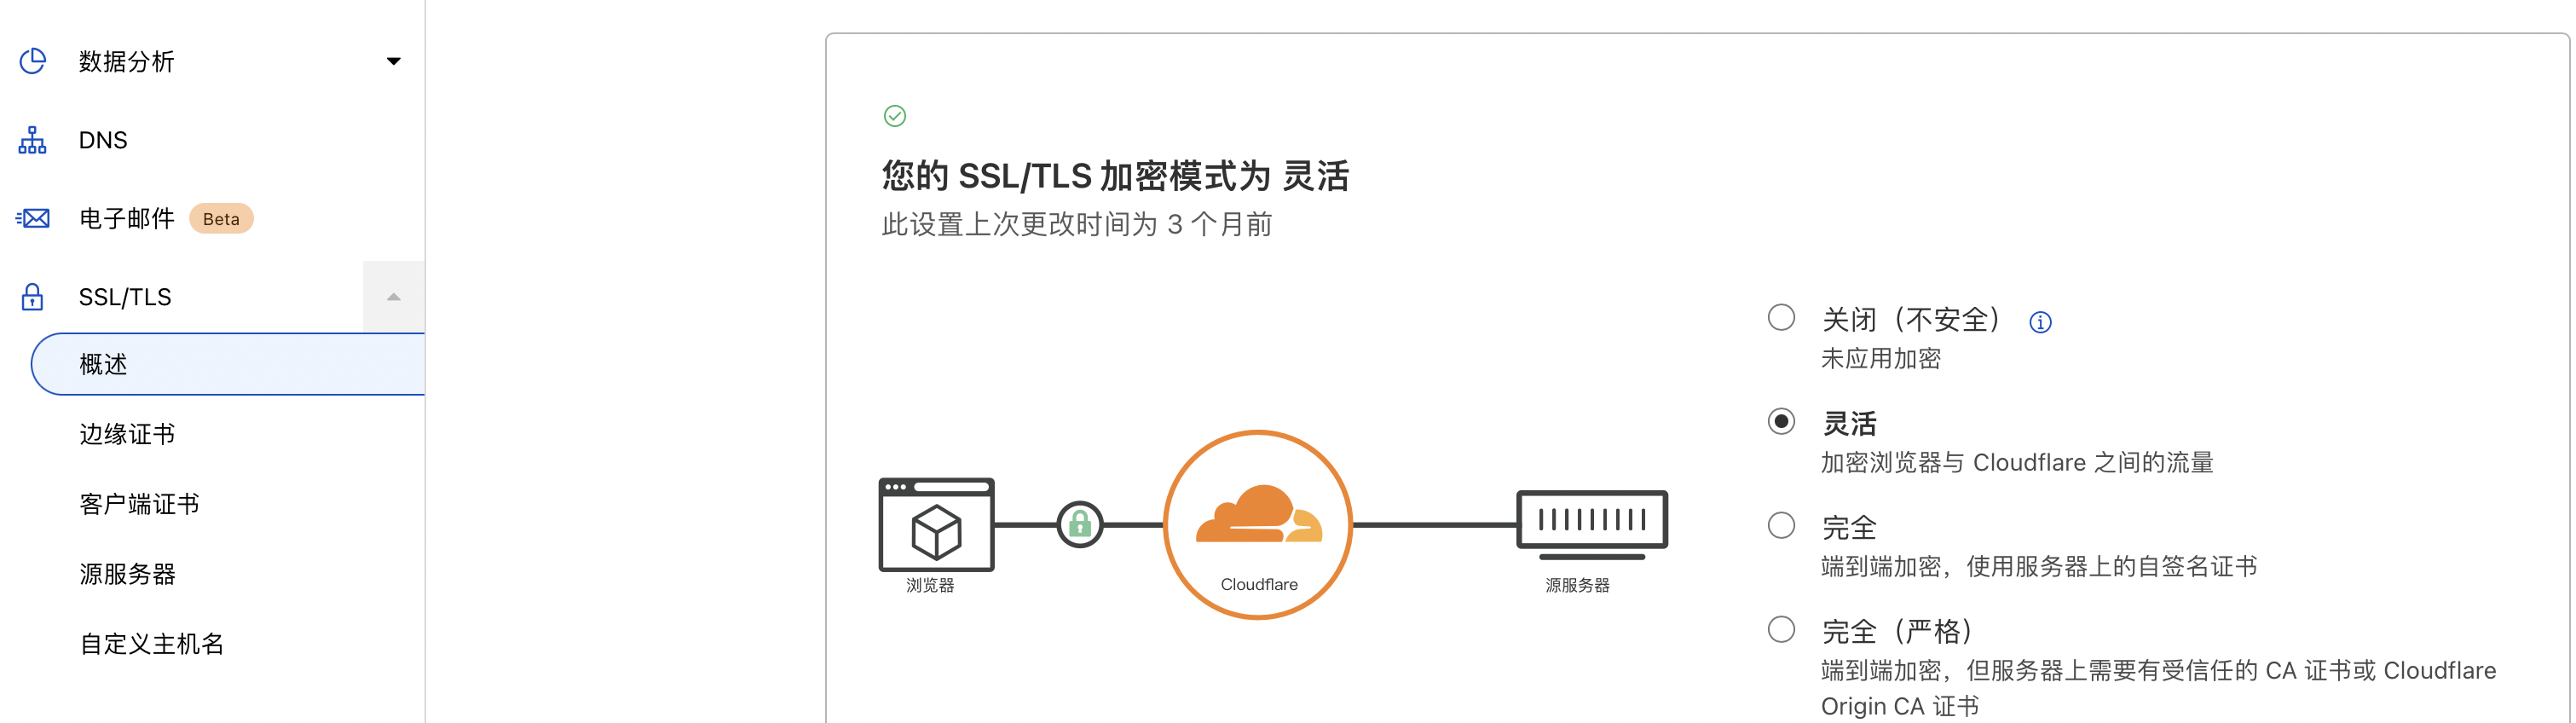 数据分析
DNS
电子邮件 Beta
SSL/TLS
概述
边缘证书
客户端证书
源服务器
自定义主机名
您的 SSL/TLS 加密模式为 灵活
此设置上次更改时间为 3 个月前
浏览器
Cloudflare
源服务器
关闭（不安全）
未应用加密
灵活
加密浏览器与 Cloudflare 之间的流量
完全
端到端加密，使用服务器上的自签名证书
完全（严格）
端到端加密，但服务器上需要有受信任的 CA 证书或 Cloudflare
Origin CA 证书